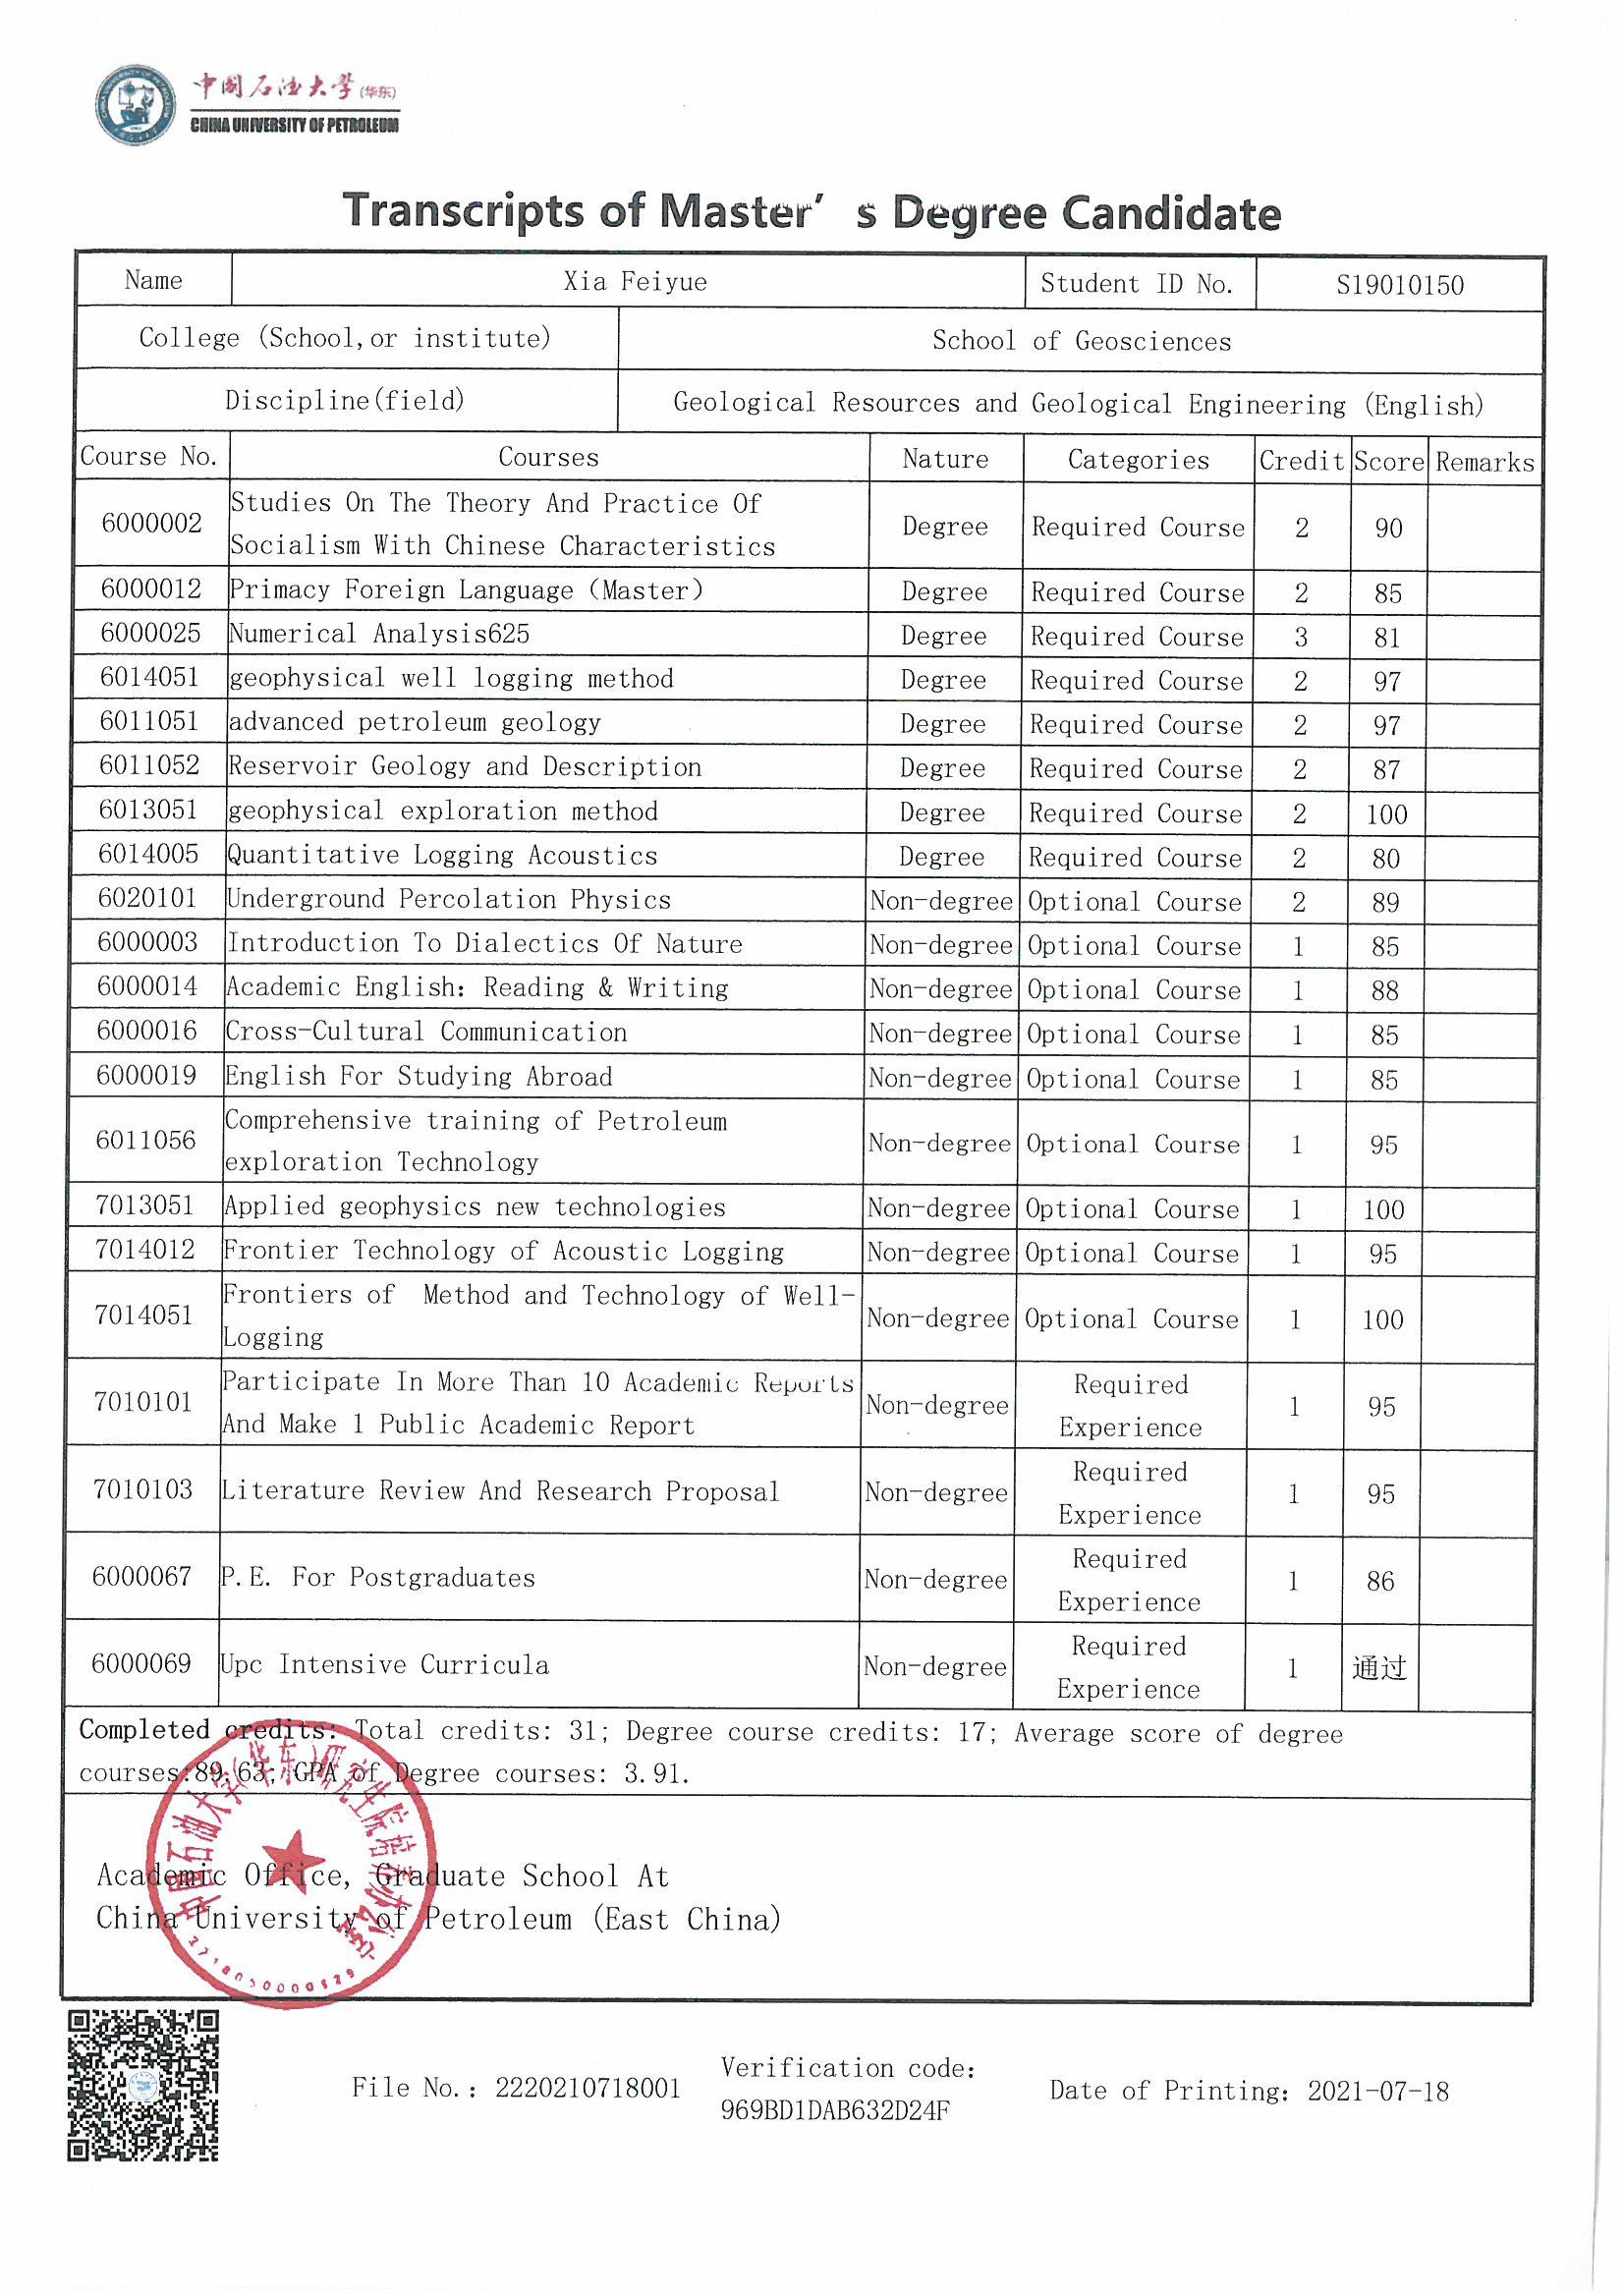 中国石油大学(华东)
CHINA UNIVERSITY OF PETROLEUM
Transcripts of Master's Degree Candidate
Name Xia Feiyue Student ID No. S19010150
College (School,or institute) School of Geosciences
Discipline(field) Geological Resources and Geological Engineering (English)
Course No. Courses Nature Categories Credit Score Remarks
6000002 Studies On The Theory And Practice Of Socialism With Chinese Characteristics Degree Required Course 2 90
6000012 Primacy Foreign Language (Master) Degree Required Course 2 85
6000025 Numerical Analysis625 Degree Required Course 3 81
6014051 geophysical well logging method Degree Required Course 2 97
6011051 advanced petroleum geology Degree Required Course 2 97
6011052 Reservoir Geology and Description Degree Required Course 2 87
6013051 geophysical exploration method Degree Required Course 2 100
6014005 Quantitative Logging Acoustics Degree Required Course 2 80
6020101 Underground Percolation Physics Non-degree Optional Course 2 89
6000003 Introduction To Dialectics Of Nature Non-degree Optional Course 1 85
6000014 Academic English: Reading & Writing Non-degree Optional Course 1 88
6000016 Cross-Cultural Communication Non-degree Optional Course 1 85
6000019 English For Studying Abroad Non-degree Optional Course 1 85
6011056 Comprehensive training of Petroleum exploration Technology Non-degree Optional Course 1 95
7013051 Applied geophysics new technologies Non-degree Optional Course 1 100
7014012 Frontier Technology of Acoustic Logging Non-degree Optional Course 1 95
7014051 Frontiers of Method and Technology of Well-Logging Non-degree Optional Course 1 100
7010101 Participate In More Than 10 Academic Reports And Make 1 Public Academic Report Non-degree Required Experience 1 95
7010103 Literature Review And Research Proposal Non-degree Required Experience 1 95
6000067 P.E. For Postgraduates Non-degree Required Experience 1 86
6000069 Upc Intensive Curricula Non-degree Required Experience 1 通过
Completed credits: Total credits: 31; Degree course credits: 17; Average score of degree
courses:89.63; GPA of Degree courses: 3.91.
中国石油大学(华东)研究生院培养办公室
Academic Office, Graduate School At
China University of Petroleum (East China)
File No.: 2220210718001
Verification code:
969BD1DAB632D24F
Date of Printing: 2021-07-18